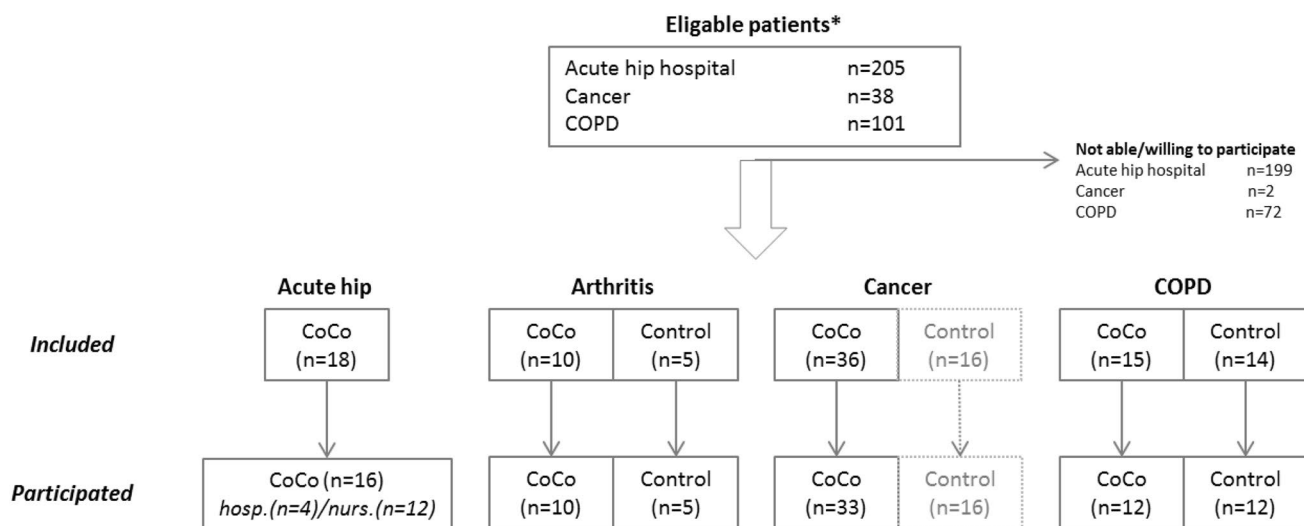 Eligable patients*
Acute hip hospital n=205
Cancer n=38
COPD n=101
Not able/willing to participate
Acute hip hospital n=199
Cancer n=2
COPD n=72
Acute hip Arthritis Cancer COPD
Included
CoCo CoCo Control CoCo Control CoCo Control
(n=18) (n=10) (n=5) (n=36) (n=16) (n=15) (n=14)
Participated
CoCo (n=16) CoCo Control CoCo Control CoCo Control
hosp.(n=4)/nurs.(n=12) (n=10) (n=5) (n=33) (n=16) (n=12) (n=12)